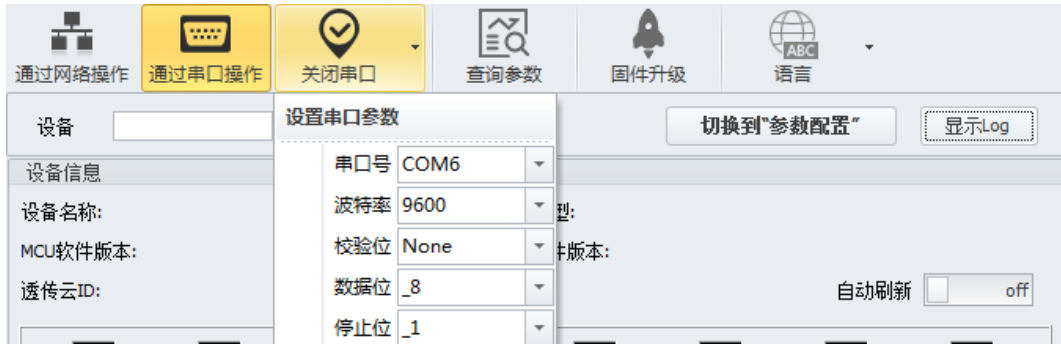 通过网络操作 通过串口操作 关闭串口 查询参数 固件升级 ABC 语言
设备 设置串口参数 切换到"参数配置" 显示Log
设备信息 串口号 COM6
设备名称: 波特率 9600 型:
MCU软件版本: 校验位 None 件版本:
透传云ID: 数据位 _8 自动刷新 off
停止位 _1